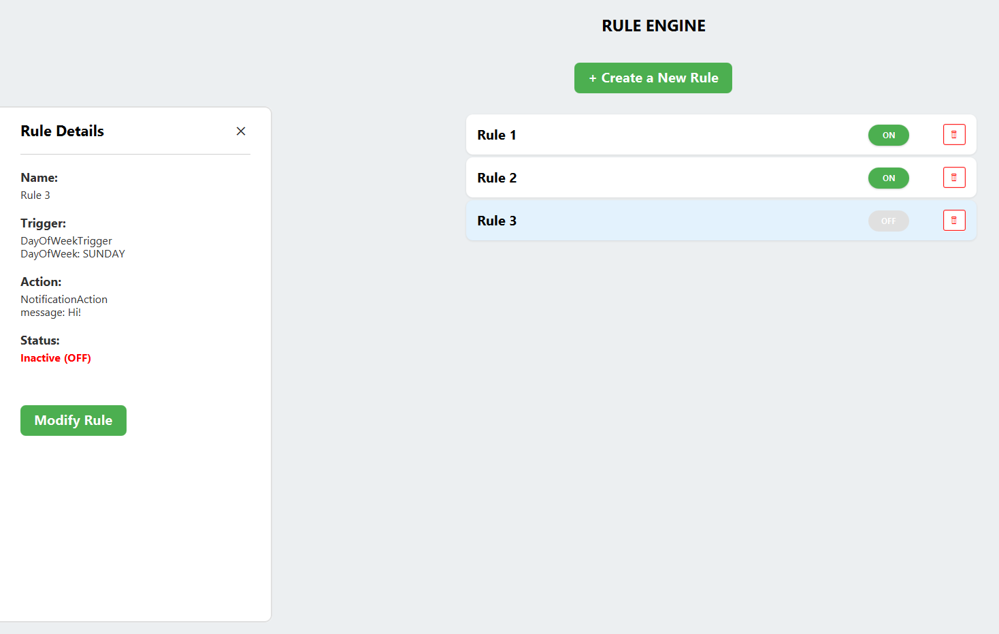 RULE ENGINE
+ Create a New Rule
Rule Details
×
Name:
Rule 3
Trigger:
DayOfWeekTrigger
DayOfWeek: SUNDAY
Action:
NotificationAction
message: Hi!
Status:
Inactive (OFF)
Modify Rule
Rule 1 ON
Rule 2 ON
Rule 3 OFF